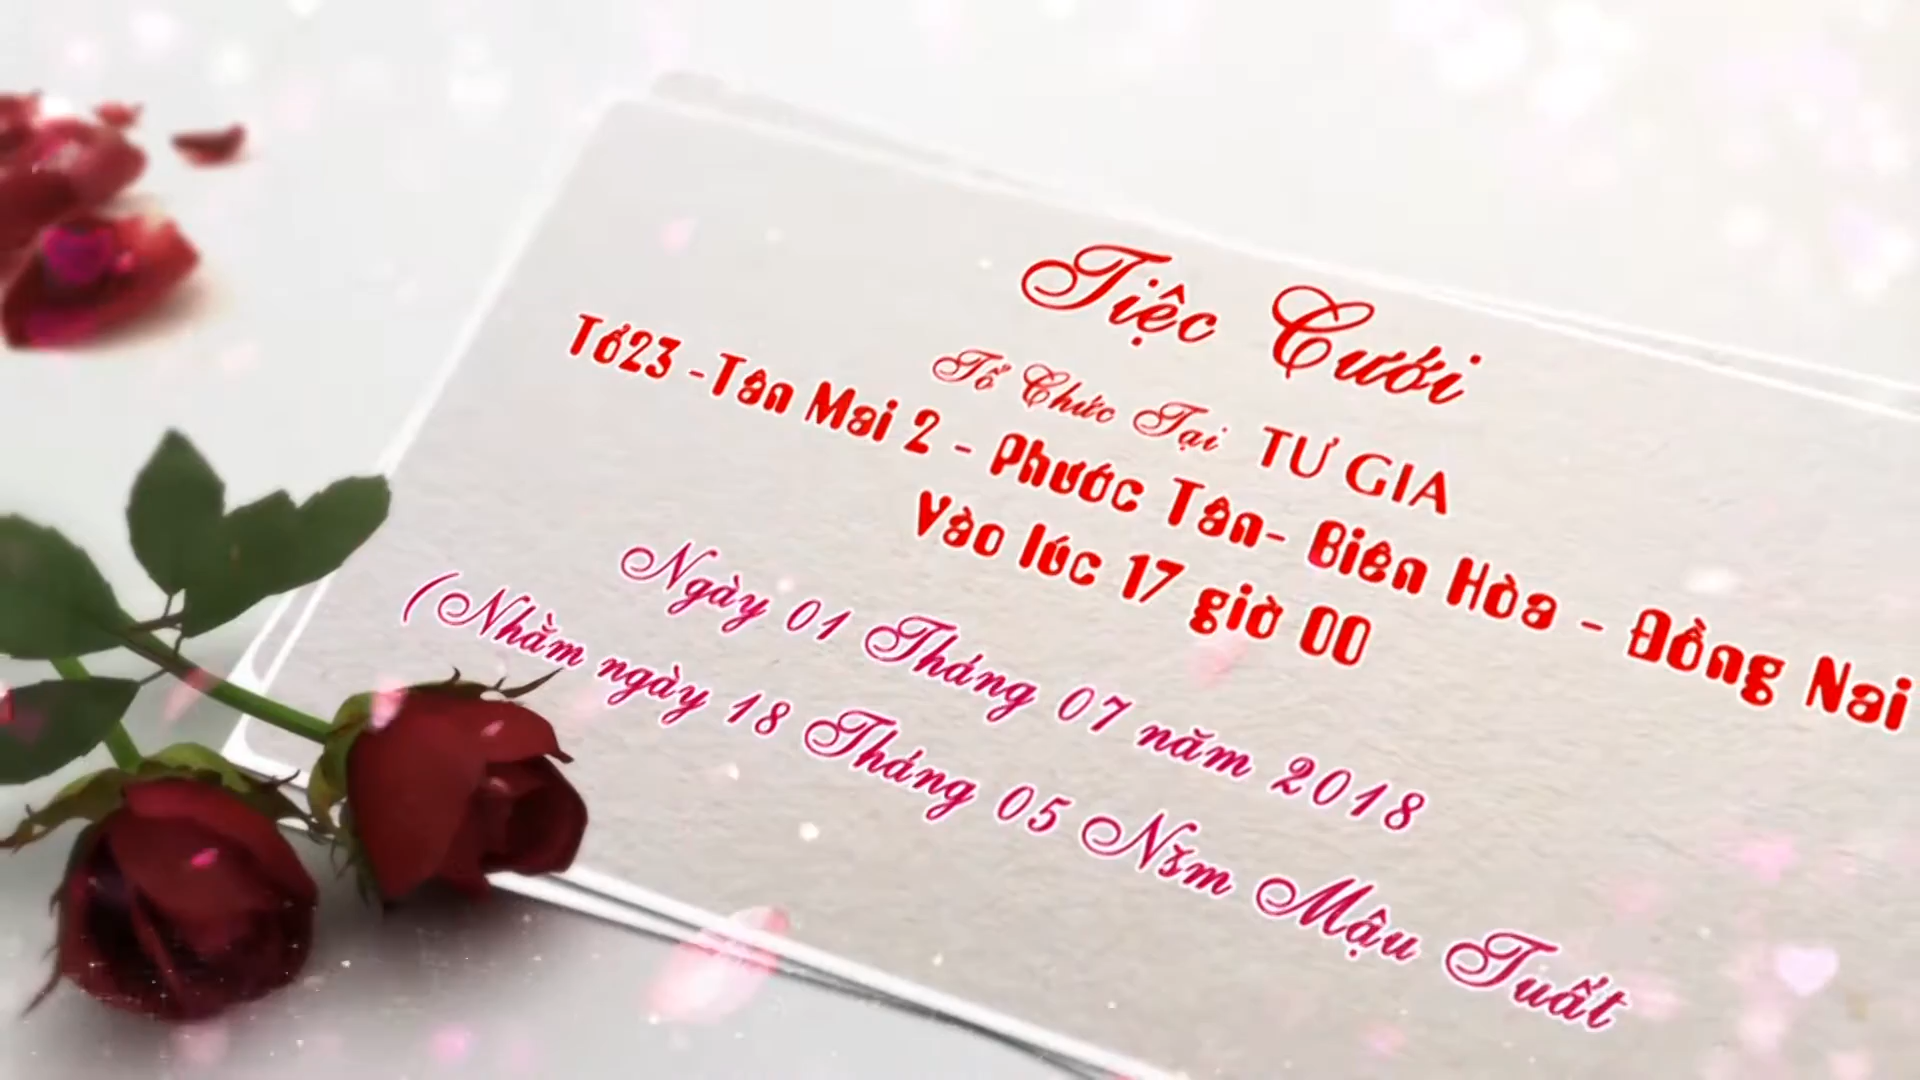 Tiệc Cưới
Tổ Chức Tại TƯ GIA
Tổ23 -Tân Mai 2 - Phước Tân- Biên Hòa - Đồng Nai
Vào lúc 17 giờ 00
Ngày 01 Tháng 07 năm 2018
(Nhằm ngày 18 Tháng 05 Năm Mậu Tuất